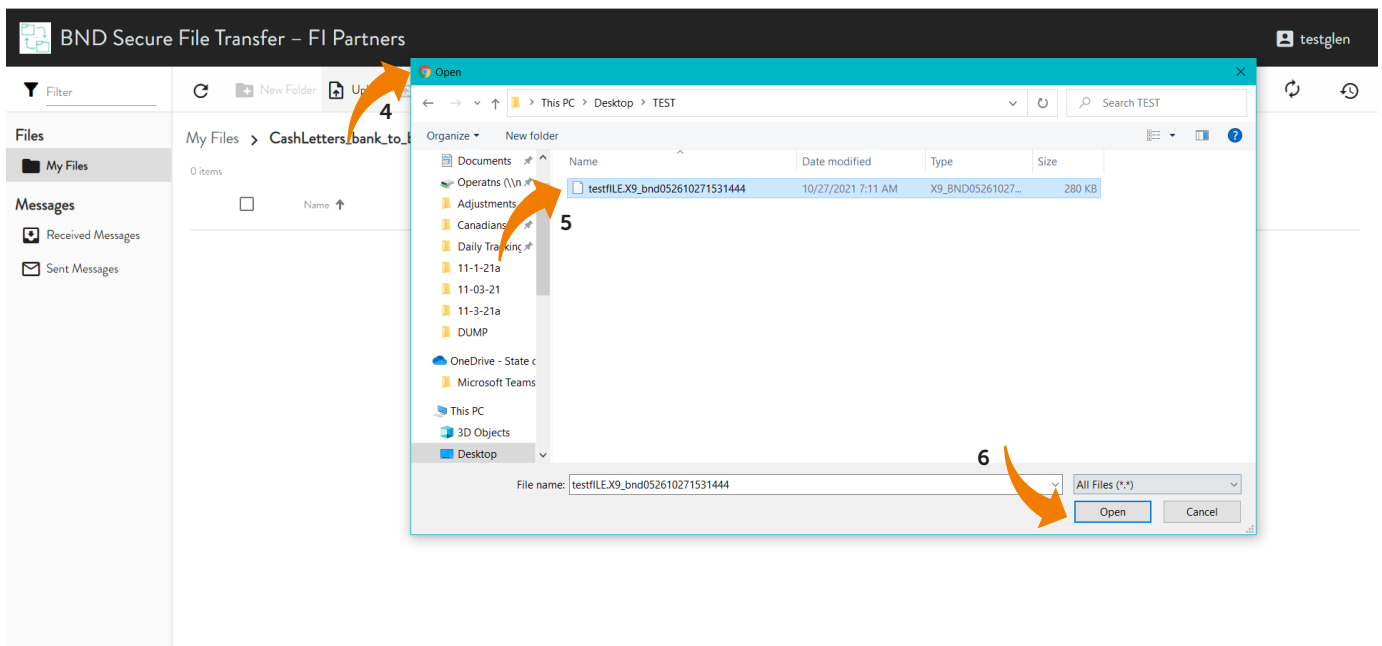 BND Secure File Transfer – FI Partners
testglen
Filter
New Folder
4
Files
My Files > CashLetters_bank_to_
My Files
0 items
Messages
Name
Received Messages
Sent Messages
Open
This PC > Desktop > TEST
Search TEST
Organize
New folder
Name
Date modified
Type
Size
testfILE.X9_bnd052610271531444
10/27/2021 7:11 AM
X9_BND05261027...
280 KB
5
Documents
Operatns (\\n
Adjustments
Canadians
Daily Tracking
11-1-21a
11-03-21
11-3-21a
DUMP
OneDrive - State
Microsoft Teams
This PC
3D Objects
Desktop
6
File name: testfILE.X9_bnd052610271531444
All Files (*.*)
Open
Cancel